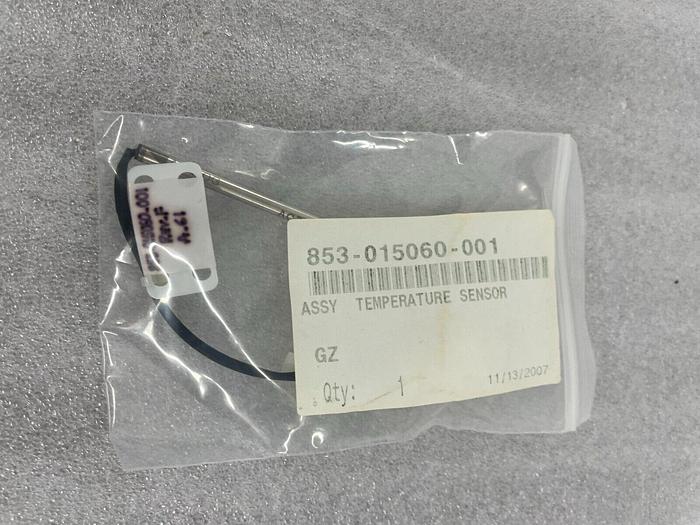 853-015060-001
ASSY TEMPERATURE SENSOR
GZ
Qty: 1
11/13/2007